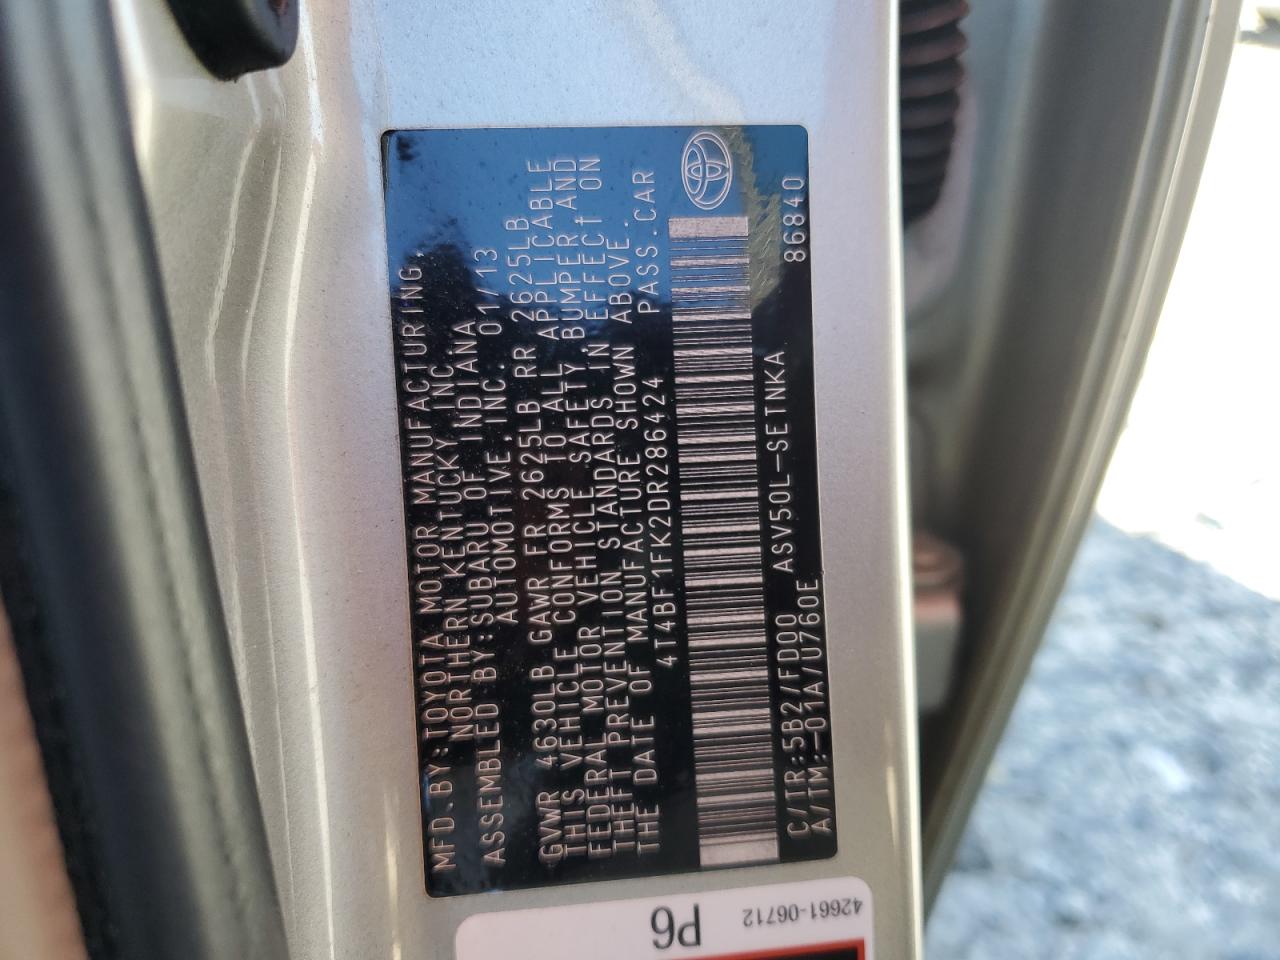 MFD.BY:TOYOTA MOTOR MANUFACTURING,
NORTHERN KENTUCKY INC.
ASSEMBLED BY:SUBARU OF INDIANA
AUTOMOTIVE,INC. 01/13
GVWR 4630LB GAWR FR 2625LB RR 2625LB
THIS VEHICLE CONFORMS TO ALL APPLICABLE
FEDERAL MOTOR VEHICLE SAFETY,BUMPER AND
THEFT PREVENTION STANDARDS IN EFFECT ON
THE DATE OF MANUFACTURE SHOWN ABOVE.
4T4BF1FK2DR286424 PASS.CAR
C/TR:5B2/FD00 ASV50L-SETNKA 86840
A/TM:-01A/U760E
42661-06712
P6